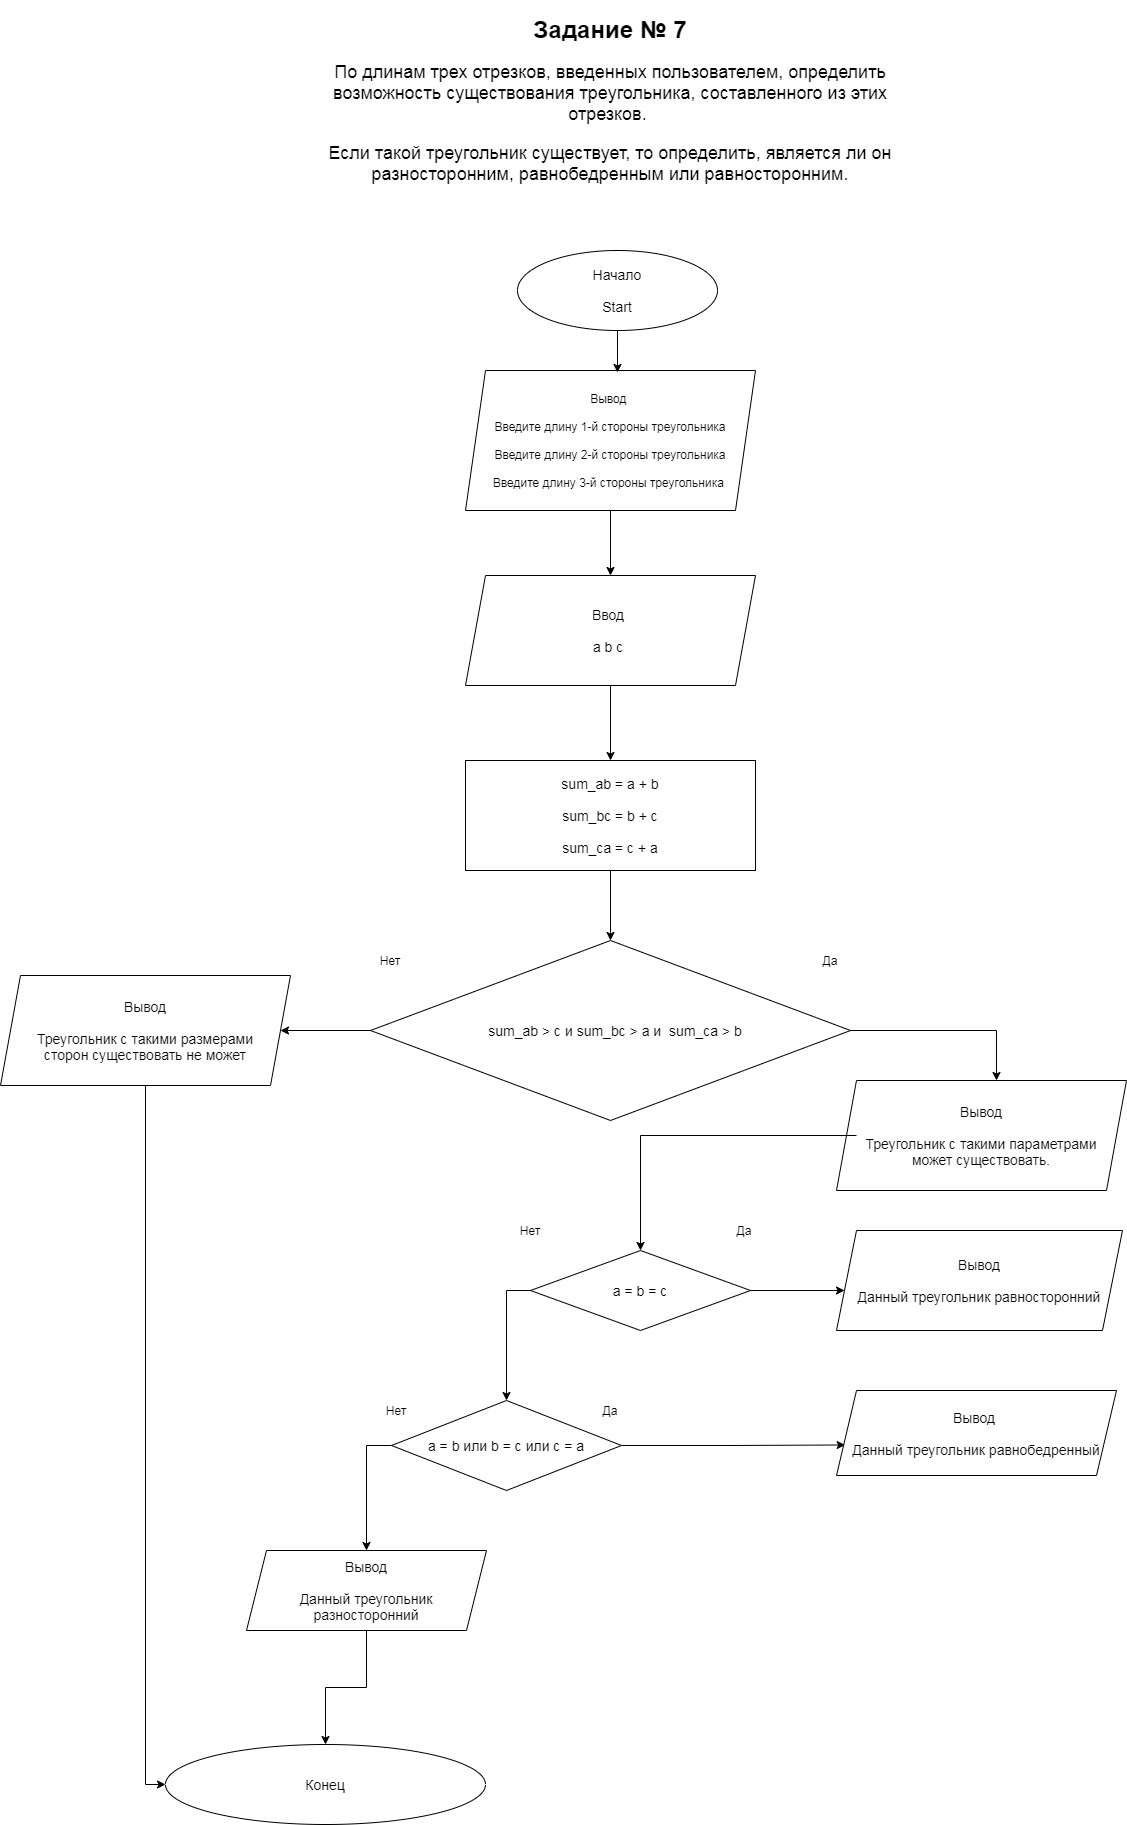 Задание № 7
По длинам трех отрезков, введенных пользователем, определить
возможность существования треугольника, составленного из этих
отрезков.
Если такой треугольник существует, то определить, является ли он
разносторонним, равнобедренным или равносторонним.
Начало
Start
Вывод
Введите длину 1-й стороны треугольника
Введите длину 2-й стороны треугольника
Введите длину 3-й стороны треугольника
Ввод
a b c
sum_ab = a + b
sum_bc = b + c
sum_ca = c + a
Нет
Да
sum_ab > c и sum_bc > a и  sum_ca > b
Вывод
Треугольник с такими размерами
сторон существовать не может
Вывод
Треугольник с такими параметрами
может существовать.
Нет
Да
a = b = c
Вывод
Данный треугольник равносторонний
Нет
Да
a = b или b = c или c = a
Вывод
Данный треугольник равнобедренный
Вывод
Данный треугольник
разносторонний
Конец